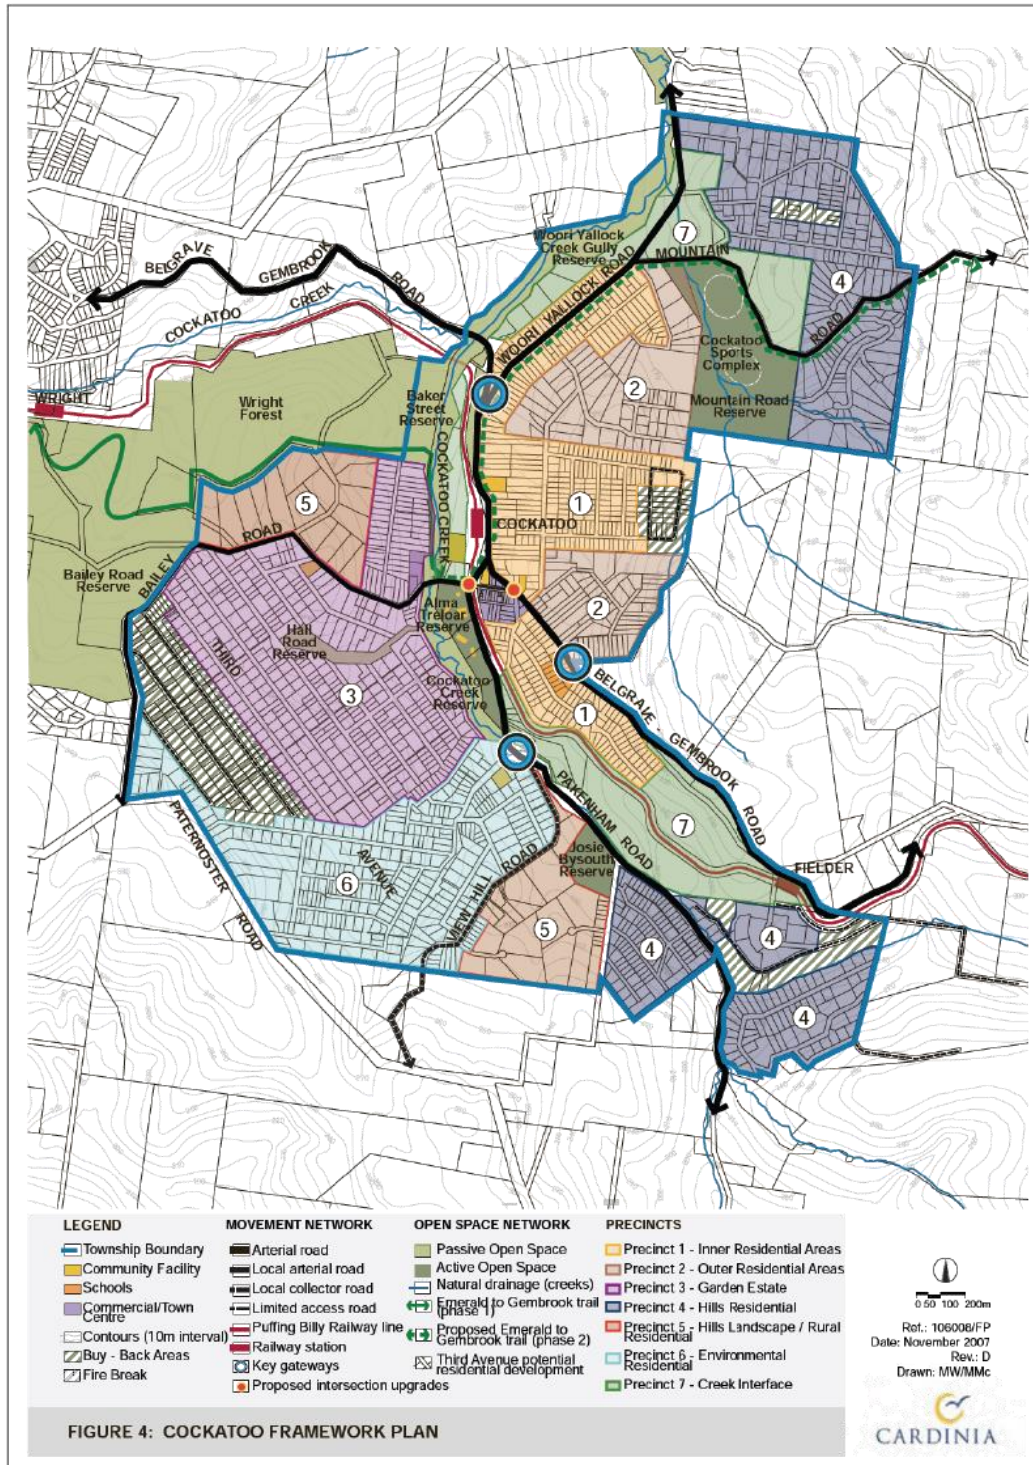 BELGRAVE
GEMBROOK
ROAD
COCKATOO
CREEK
WRIGHT
Wright
Forest
Woori Yallock
Creek Gully
Reserve
WOORI YALLOCK ROAD
MOUNTAIN
ROAD
7
4
Cockatoo
Sports
Complex
Mountain Road
Reserve
2
Baker
Street
Reserve
COCKATOO CREEK
1
COCKATOO
5
ROAD
BAILEY
Bailey Road
Reserve
Alma
Treloar
Reserve
2
Hall
Road
Reserve
THIRD
3
Cockatoo
Creek
Reserve
1
BELGRAVE - GEMBROOK
ROAD
PAKENHAM
ROAD
7
FIELDER
PATERNOSTER
ROAD
AVENUE
6
VIEW HILL ROAD
Josie
Bysouth
Reserve
5
4
4
4
LEGEND
Township Boundary
Community Facility
Schools
Commercial/Town
Centre
Contours (10m interval)
Buy - Back Areas
Fire Break
MOVEMENT NETWORK
Arterial road
Local arterial road
Local collector road
Limited access road
Puffing Billy Railway line
Railway station
Key gateways
Proposed intersection upgrades
OPEN SPACE NETWORK
Passive Open Space
Active Open Space
Natural drainage (creeks)
Emerald to Gembrook trail
(phase 1)
Proposed Emerald to
Gembrook trail (phase 2)
Third Avenue potential
residential development
PRECINCTS
Precinct 1 - Inner Residential Areas
Precinct 2 - Outer Residential Areas
Precinct 3 - Garden Estate
Precinct 4 - Hills Residential
Precinct 5 - Hills Landscape / Rural
Residential
Precinct 6 - Environmental
Residential
Precinct 7 - Creek Interface
0 50 100 200m
Ref.: 106008/FP
Date: November 2007
Rev.: D
Drawn: MW/MMc
CARDINIA
FIGURE 4: COCKATOO FRAMEWORK PLAN